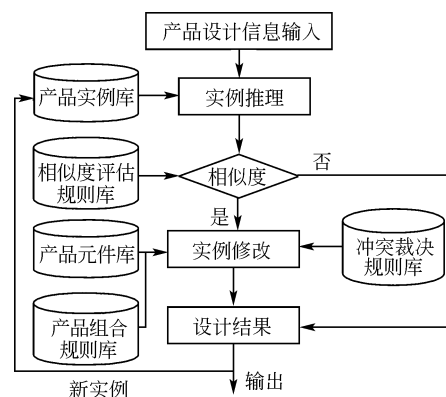 产品设计信息输入
产品实例库
实例推理
相似度评估
规则库
相似度
否
是
产品元件库
实例修改
冲突裁决
规则库
产品组合
规则库
设计结果
新实例
输出